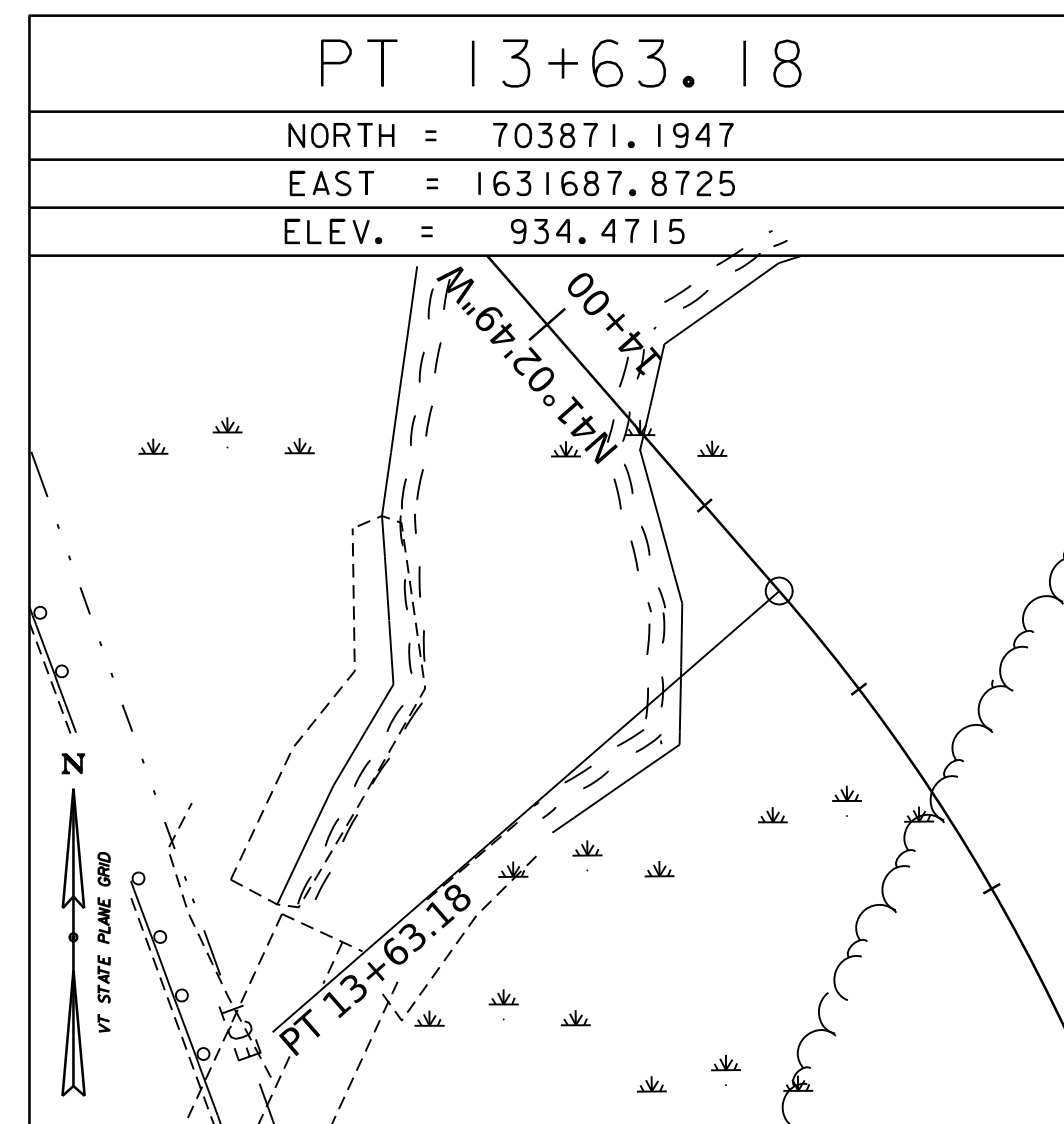 PT 13+63.18
NORTH = 703871.1947
EAST = 1631687.8725
ELEV. = 934.4715
14+00
N41°02'49"W
N
VT STATE PLANE GRID
PT 13+63.18